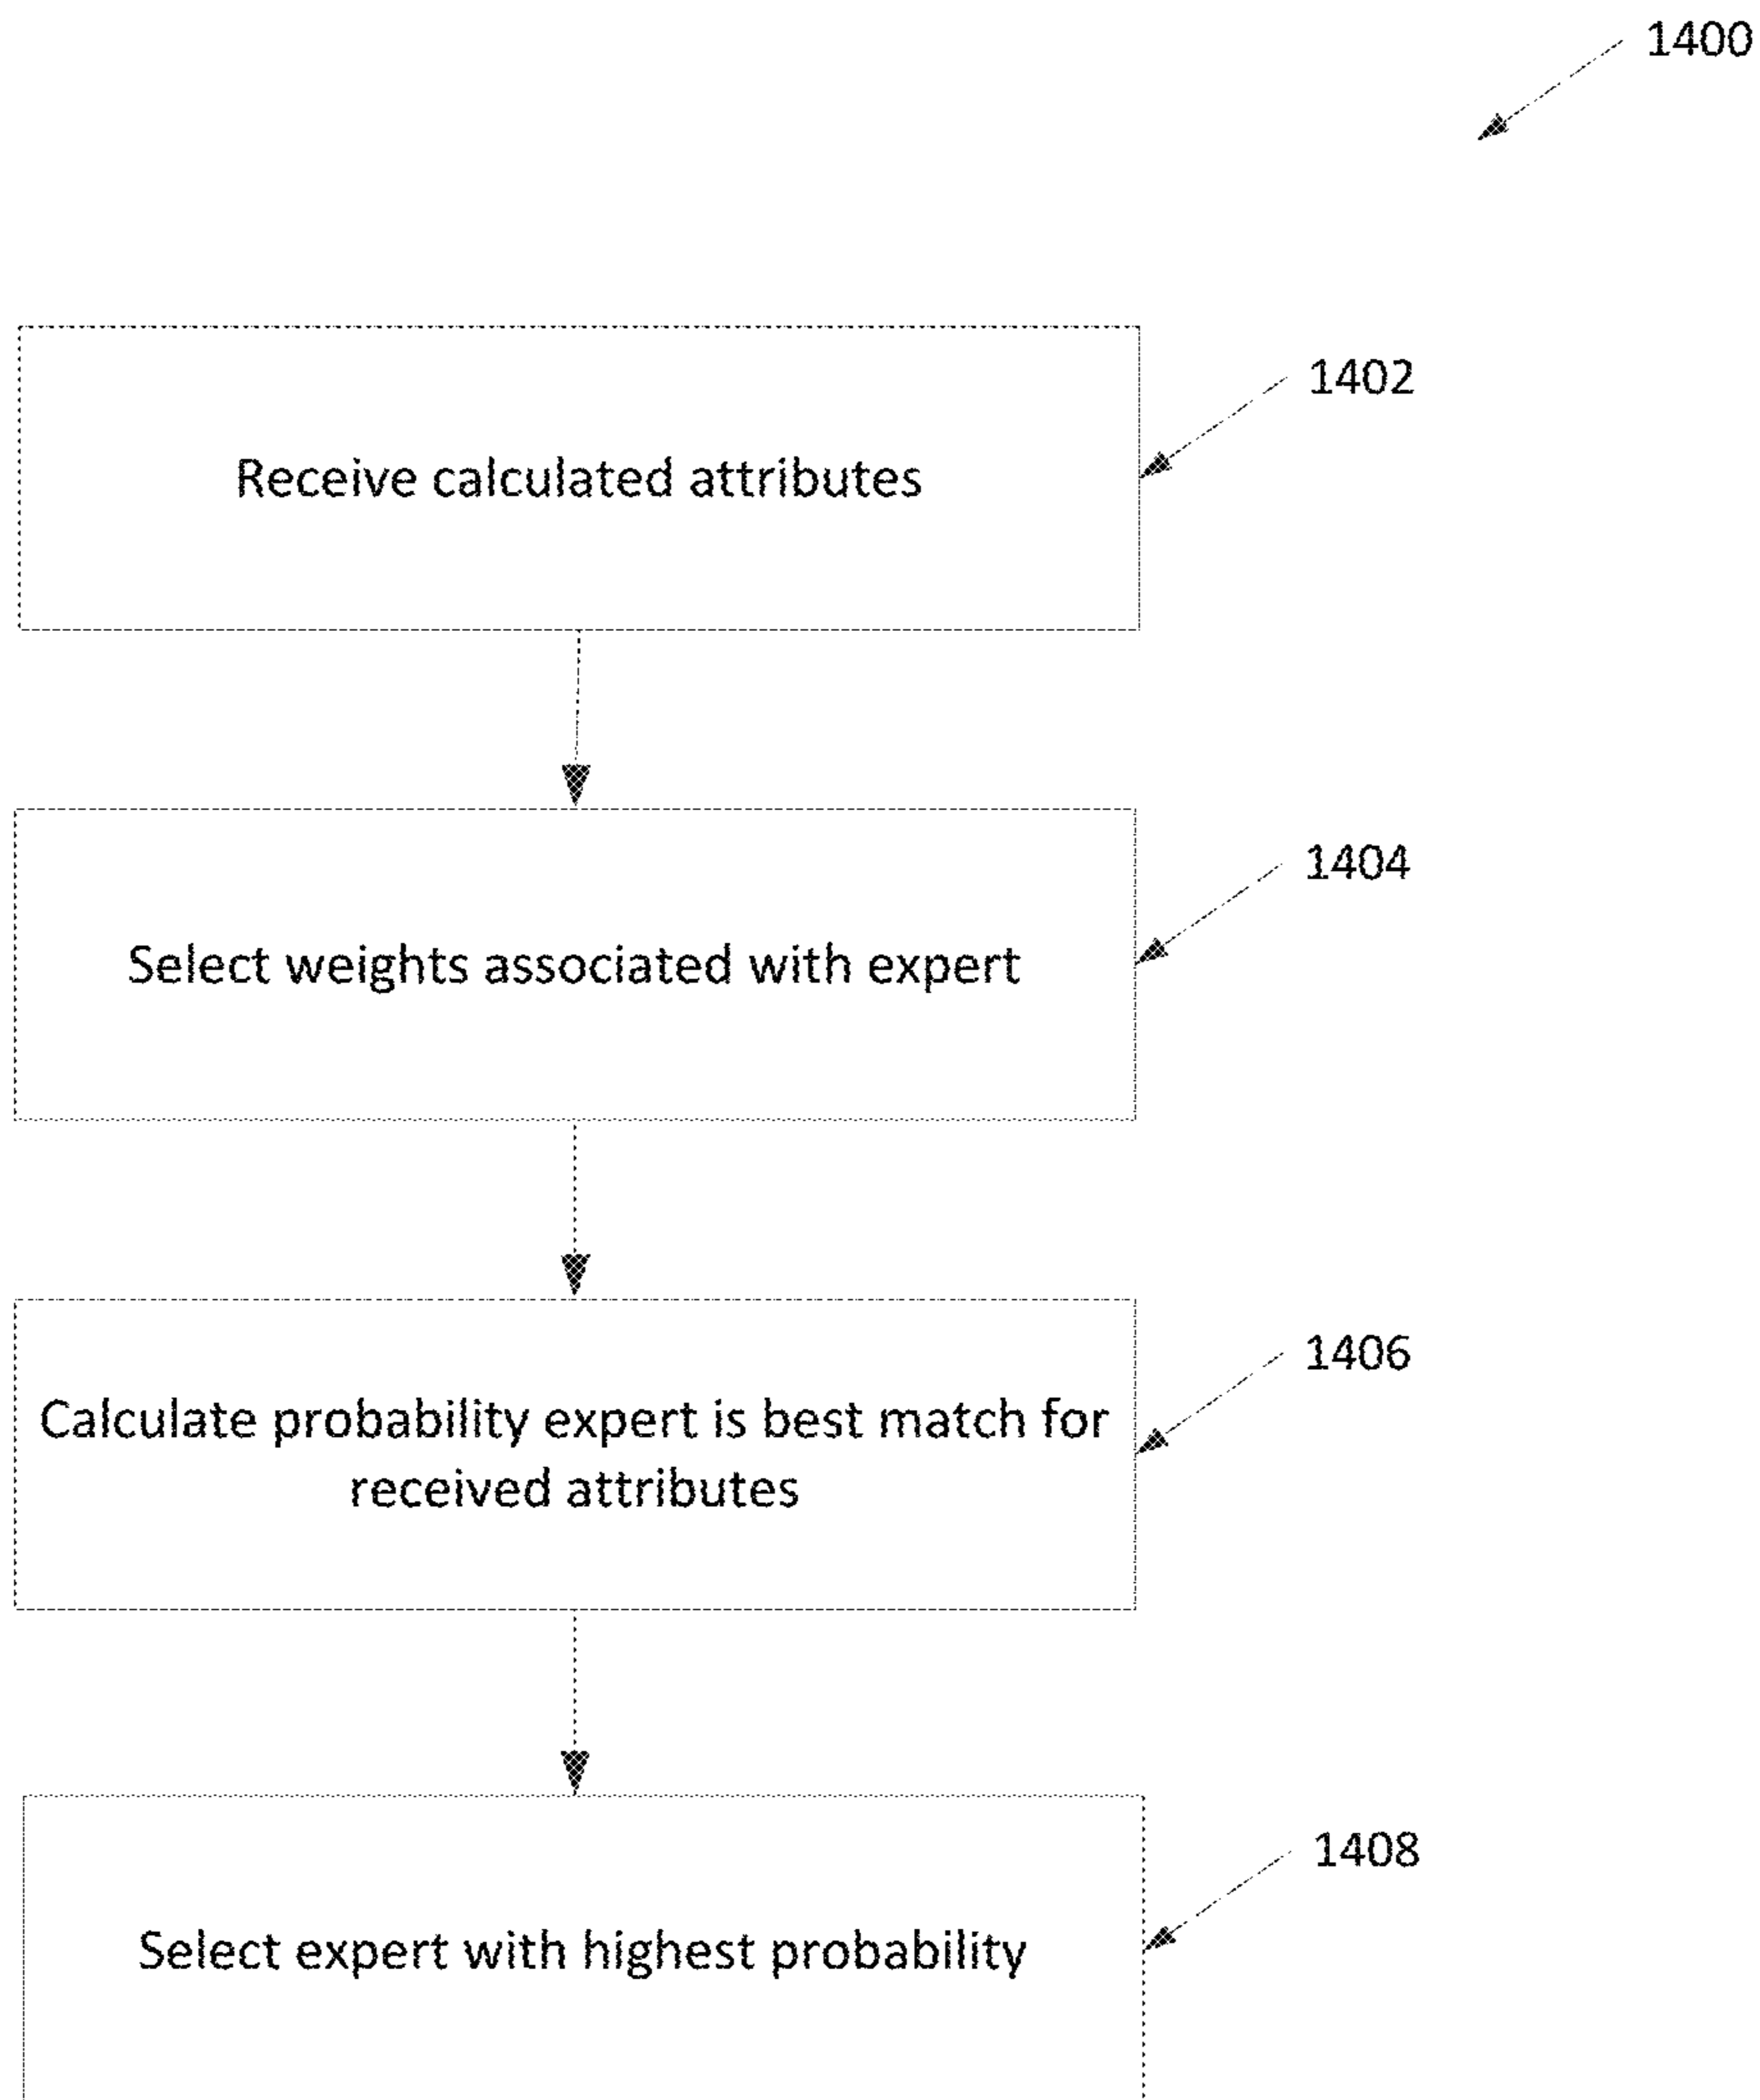 1400
1402
Receive calculated attributes
1404
Select weights associated with expert
1406
Calculate probability expert is best match for
received attributes
1408
Select expert with highest probability